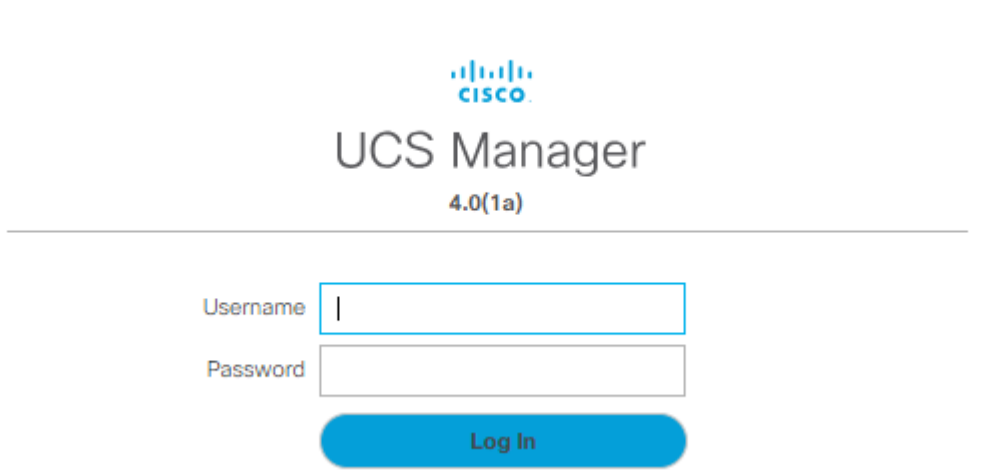 CISCO
UCS Manager
4.0(1a)
Username
Password
Log In